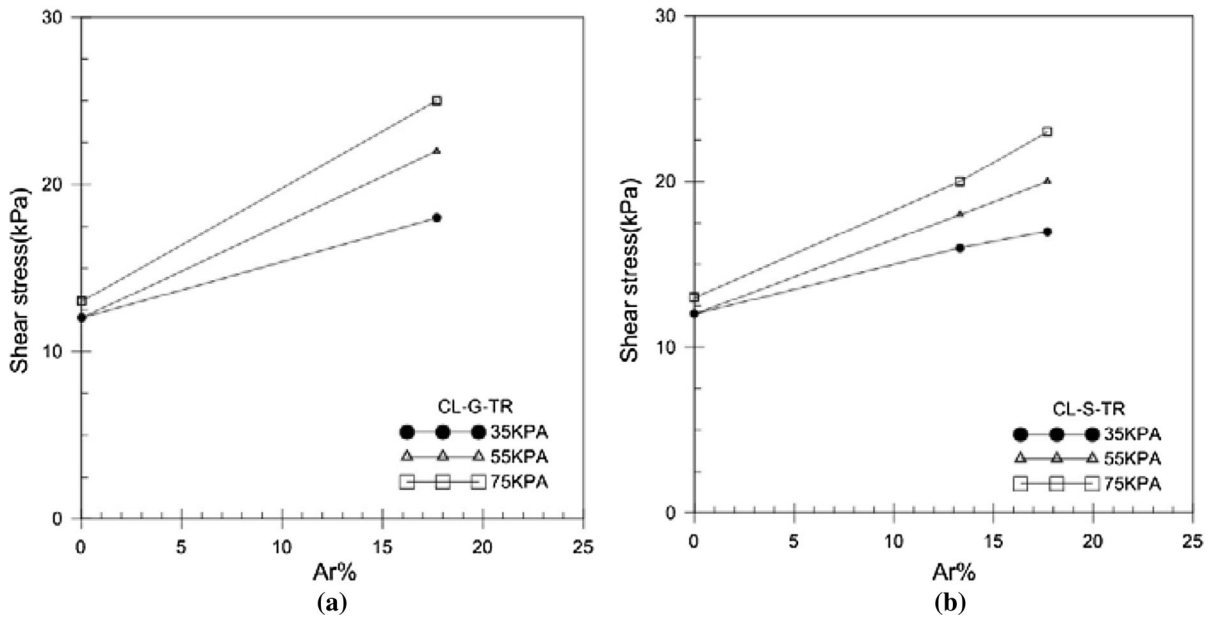 30
20
10
0
Shear stress(kPa)
CL-G-TR
35KPA
55KPA
75KPA
0 5 10 15 20 25
Ar%
(a)
30
20
10
0
Shear stress(kPa)
CL-S-TR
35KPA
55KPA
75KPA
0 5 10 15 20 25
Ar%
(b)